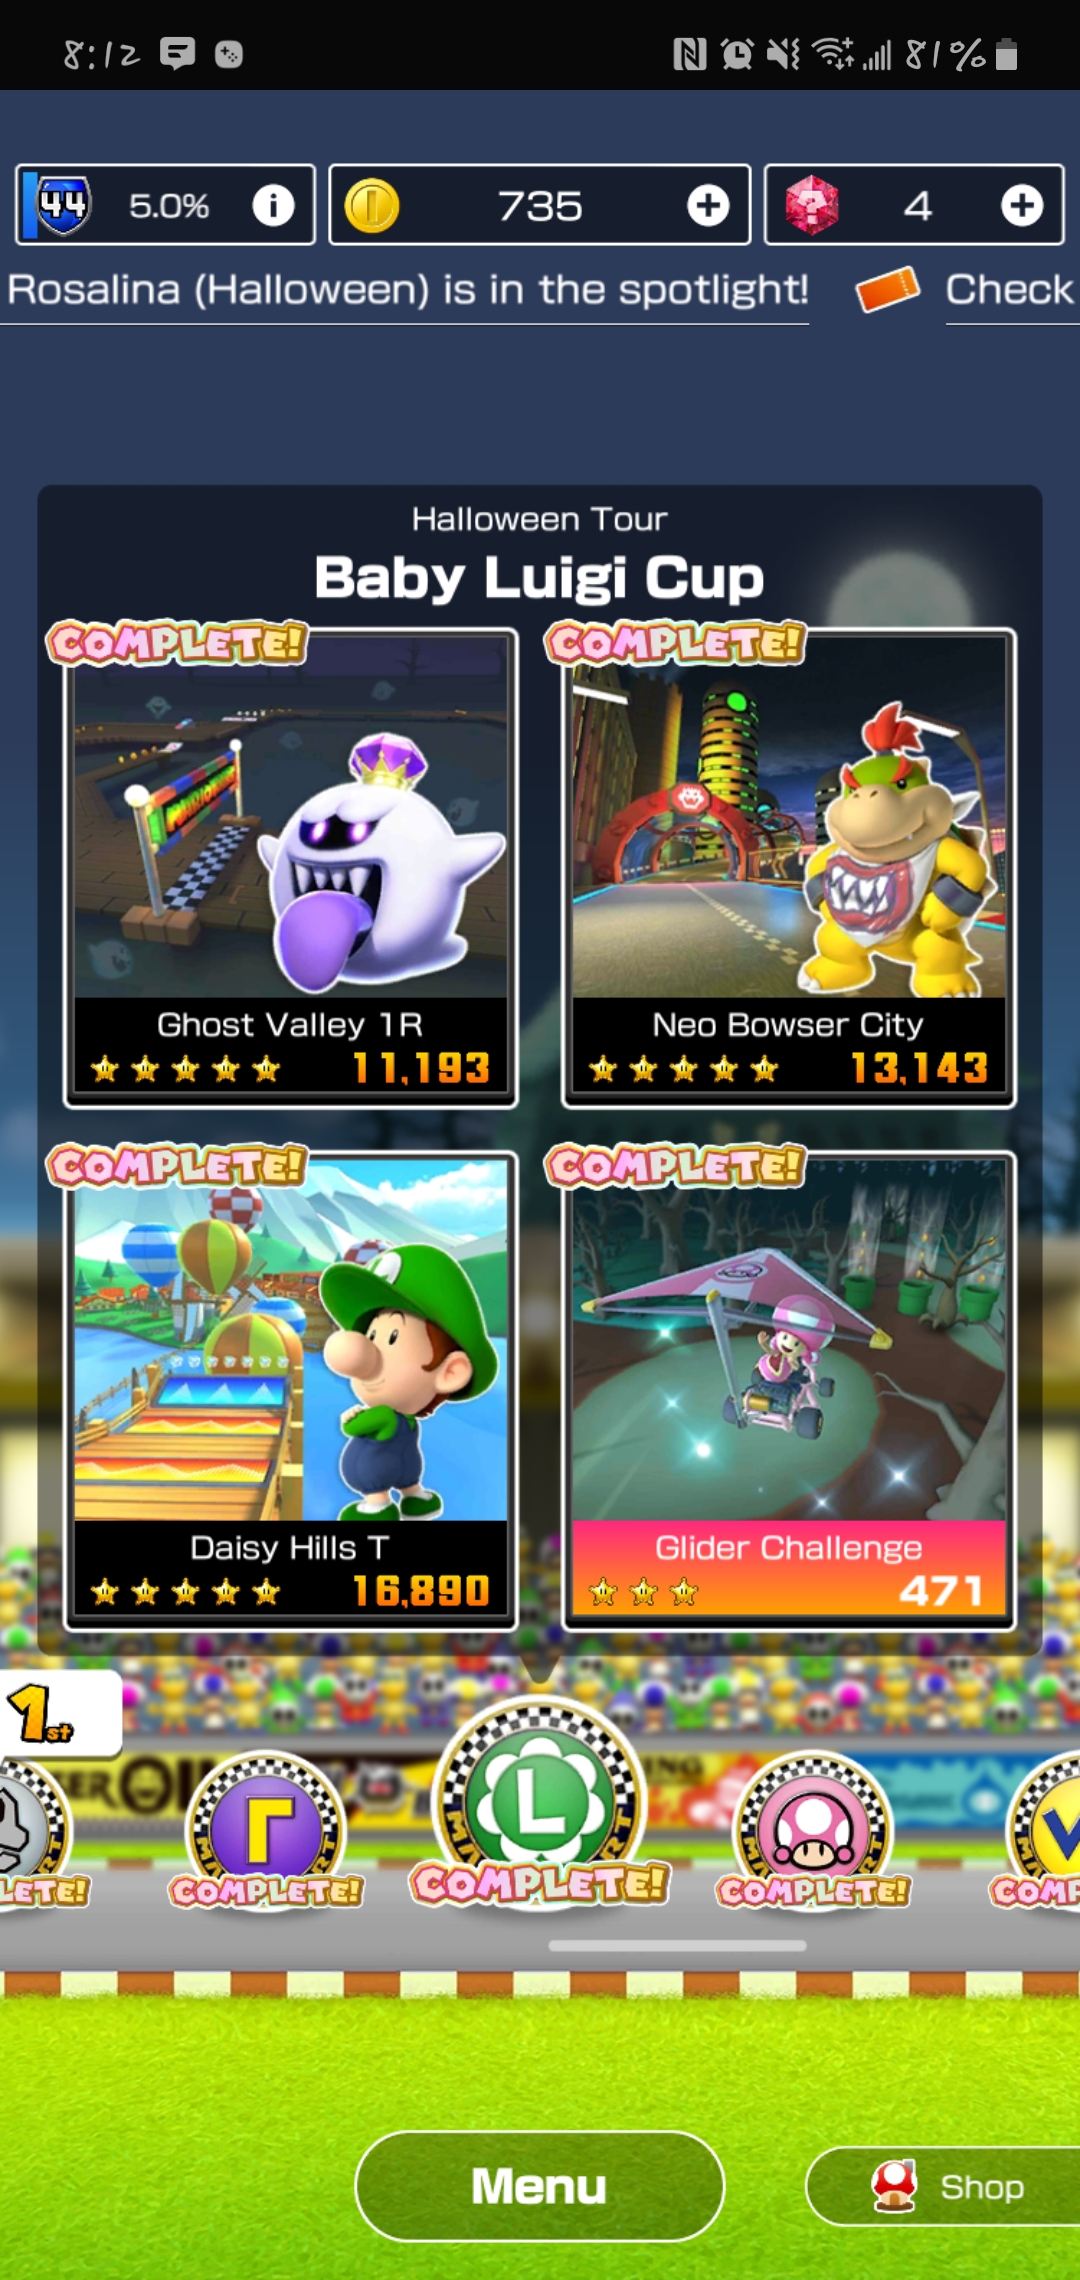 8:12 81%
44 5.0% i 735 + ? 4 +
Rosalina (Halloween) is in the spotlight! Check
Halloween Tour
Baby Luigi Cup
COMPLETE! COMPLETE!
Ghost Valley 1R Neo Bowser City
11,193 13,143
COMPLETE! COMPLETE!
Daisy Hills T Glider Challenge
16,890 471
1st
L
COMPLETE! COMPLETE! COMPLETE!
Menu Shop